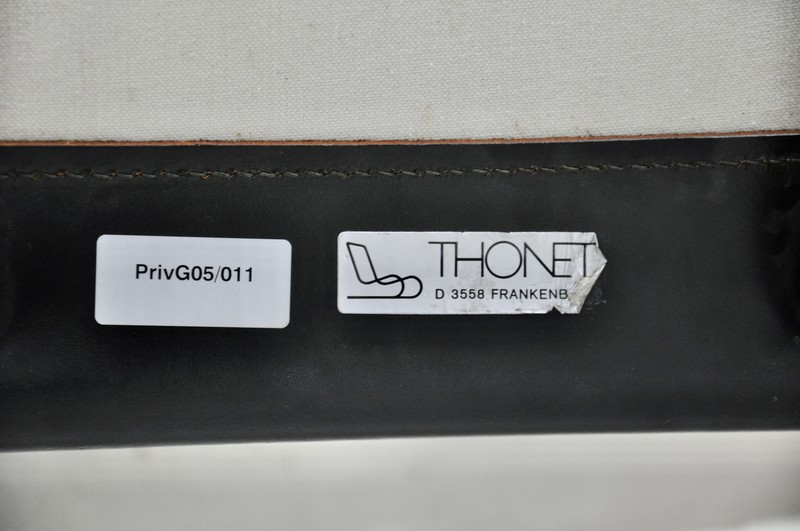 PrivG05/011
THONET
D 3558 FRANKENB